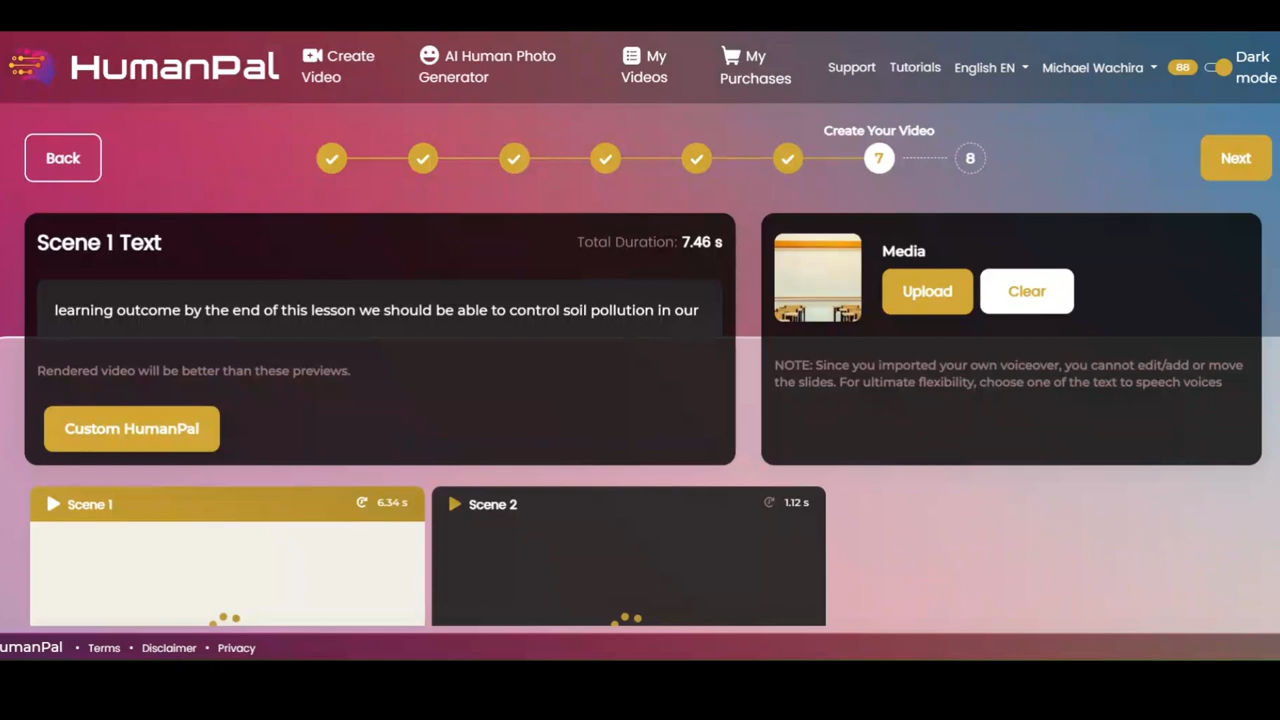 HumanPal
Create
Video
AI Human Photo
Generator
My
Videos
My
Purchases
Support
Tutorials
English EN
Michael Wachira
88
Dark
mode
Back
Create Your Video
7
8
Next
Scene 1 Text
Total Duration: 7.46 s
learning outcome by the end of this lesson we should be able to control soil pollution in our
Rendered video will be better than these previews.
Custom HumanPal
Media
Upload
Clear
NOTE: Since you imported your own voiceover, you cannot edit/add or move
the slides. For ultimate flexibility, choose one of the text to speech voices
Scene 1
6.34 s
Scene 2
1.12 s
umanPal • Terms • Disclaimer • Privacy